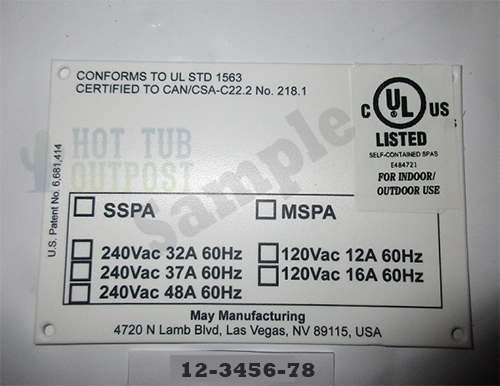 CONFORMS TO UL STD 1563
CERTIFIED TO CAN/CSA-C22.2 No. 218.1
C UL US
LISTED
SELF-CONTAINED SPAS
E484721
FOR INDOOR/
OUTDOOR USE
HOT TUB
OUTPOST
Sample
U.S. Patent No. 6,681,414
SSPA
MSPA
240Vac 32A 60Hz
120Vac 12A 60Hz
240Vac 37A 60Hz
120Vac 16A 60Hz
240Vac 48A 60Hz
May Manufacturing
4720 N Lamb Blvd, Las Vegas, NV 89115, USA
12-3456-78